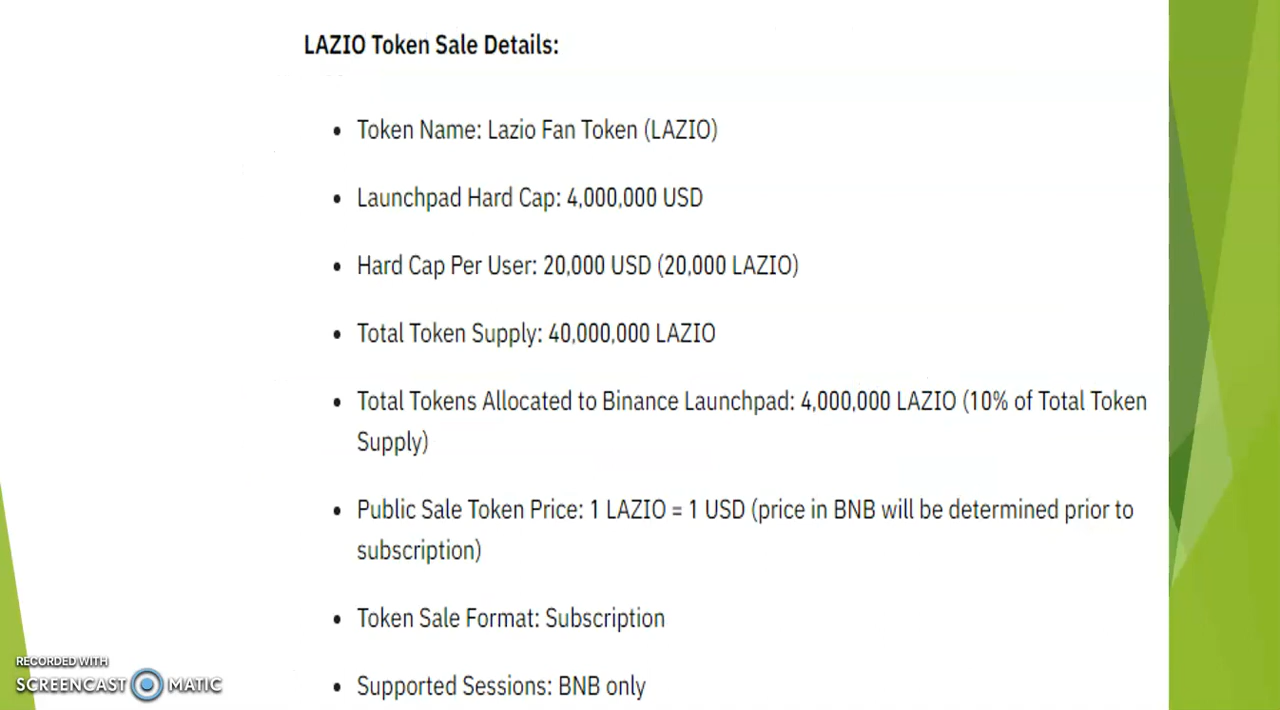 LAZIO Token Sale Details:
• Token Name: Lazio Fan Token (LAZIO)
• Launchpad Hard Cap: 4,000,000 USD
• Hard Cap Per User: 20,000 USD (20,000 LAZIO)
• Total Token Supply: 40,000,000 LAZIO
• Total Tokens Allocated to Binance Launchpad: 4,000,000 LAZIO (10% of Total Token
Supply)
• Public Sale Token Price: 1 LAZIO = 1 USD (price in BNB will be determined prior to
subscription)
• Token Sale Format: Subscription
• Supported Sessions: BNB only
RECORDED WITH
SCREENCAST MATIC